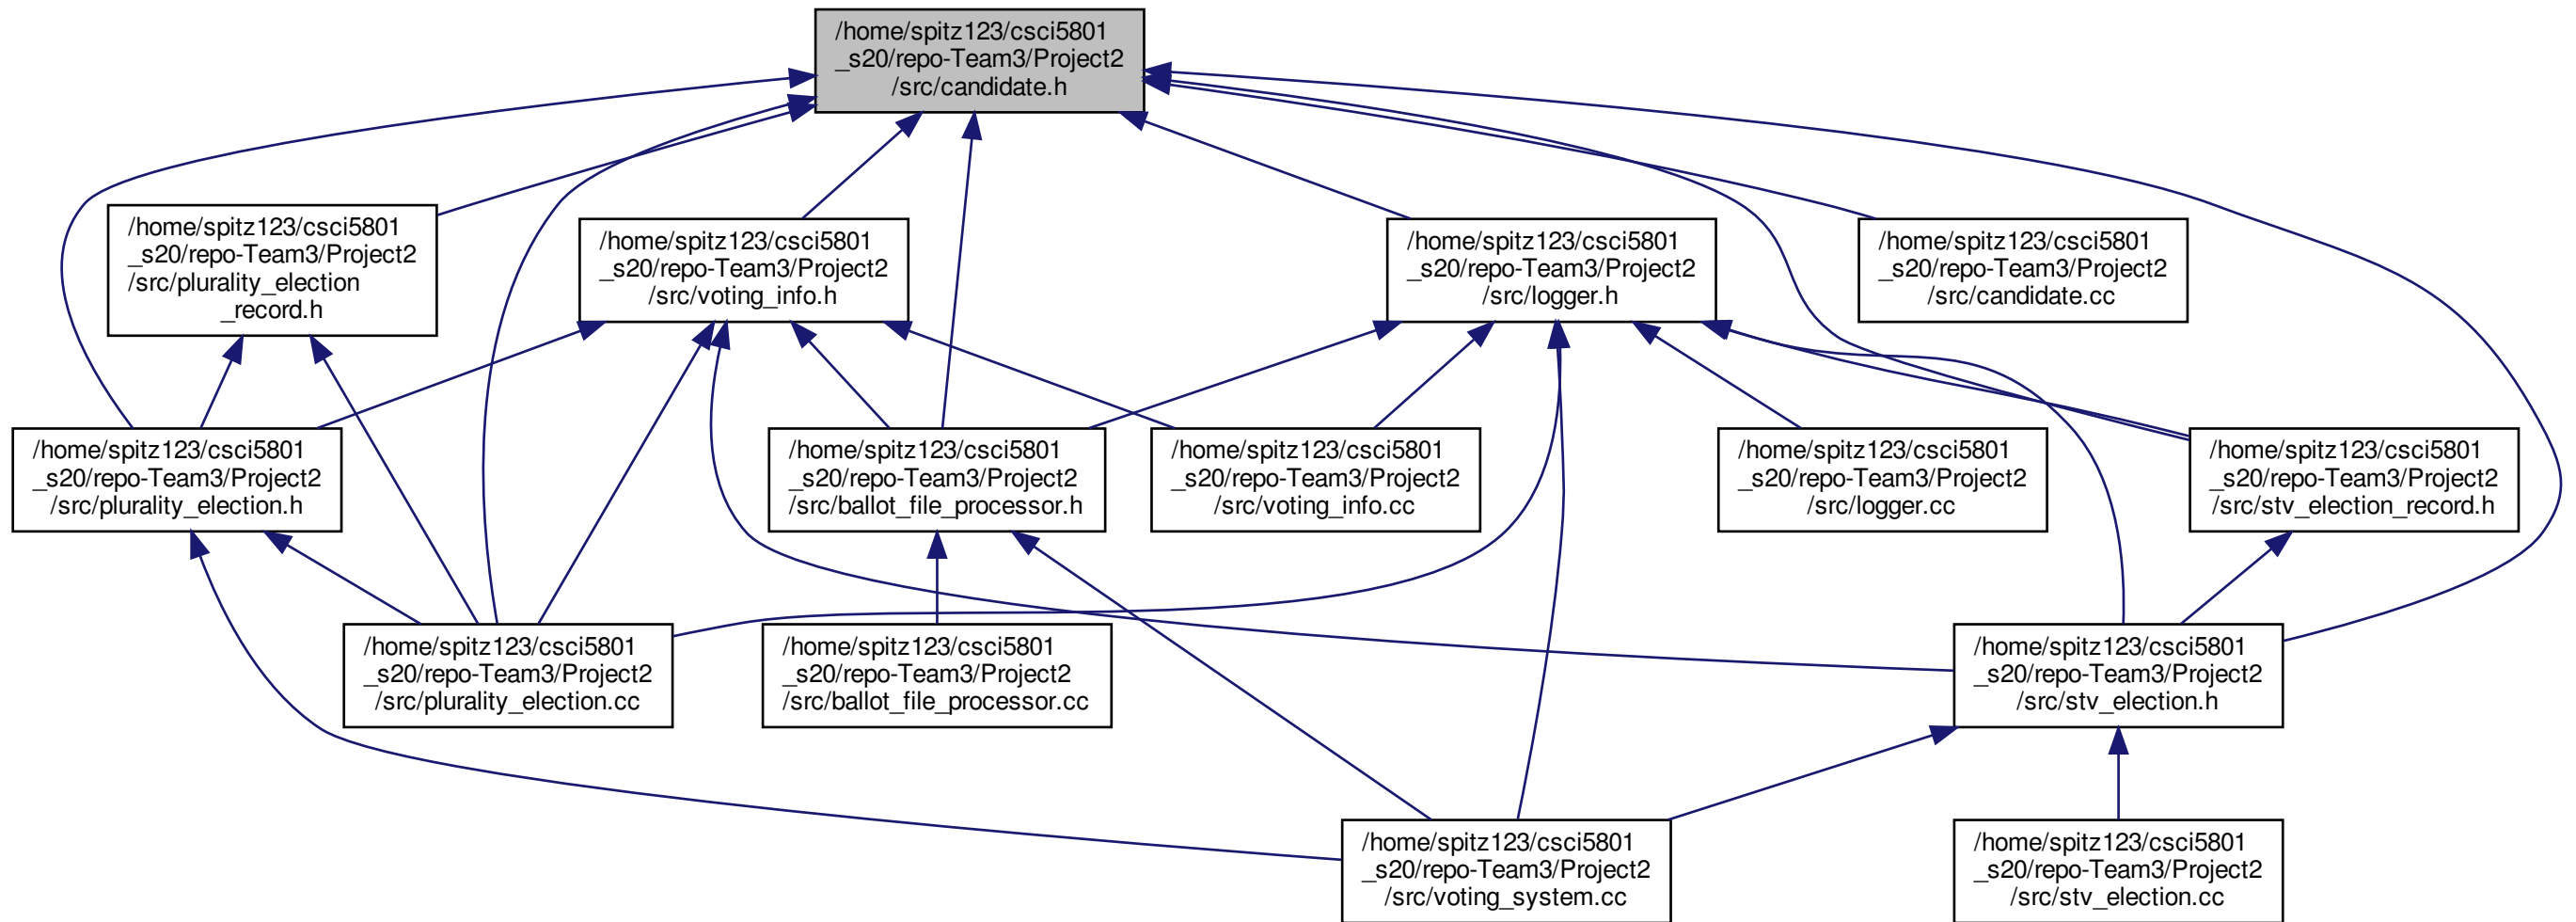 /home/spitz123/csci5801
_s20/repo-Team3/Project2
/src/candidate.h
/home/spitz123/csci5801
_s20/repo-Team3/Project2
/src/plurality_election
_record.h
/home/spitz123/csci5801
_s20/repo-Team3/Project2
/src/voting_info.h
/home/spitz123/csci5801
_s20/repo-Team3/Project2
/src/logger.h
/home/spitz123/csci5801
_s20/repo-Team3/Project2
/src/candidate.cc
/home/spitz123/csci5801
_s20/repo-Team3/Project2
/src/plurality_election.h
/home/spitz123/csci5801
_s20/repo-Team3/Project2
/src/ballot_file_processor.h
/home/spitz123/csci5801
_s20/repo-Team3/Project2
/src/voting_info.cc
/home/spitz123/csci5801
_s20/repo-Team3/Project2
/src/logger.cc
/home/spitz123/csci5801
_s20/repo-Team3/Project2
/src/stv_election_record.h
/home/spitz123/csci5801
_s20/repo-Team3/Project2
/src/plurality_election.cc
/home/spitz123/csci5801
_s20/repo-Team3/Project2
/src/ballot_file_processor.cc
/home/spitz123/csci5801
_s20/repo-Team3/Project2
/src/stv_election.h
/home/spitz123/csci5801
_s20/repo-Team3/Project2
/src/voting_system.cc
/home/spitz123/csci5801
_s20/repo-Team3/Project2
/src/stv_election.cc